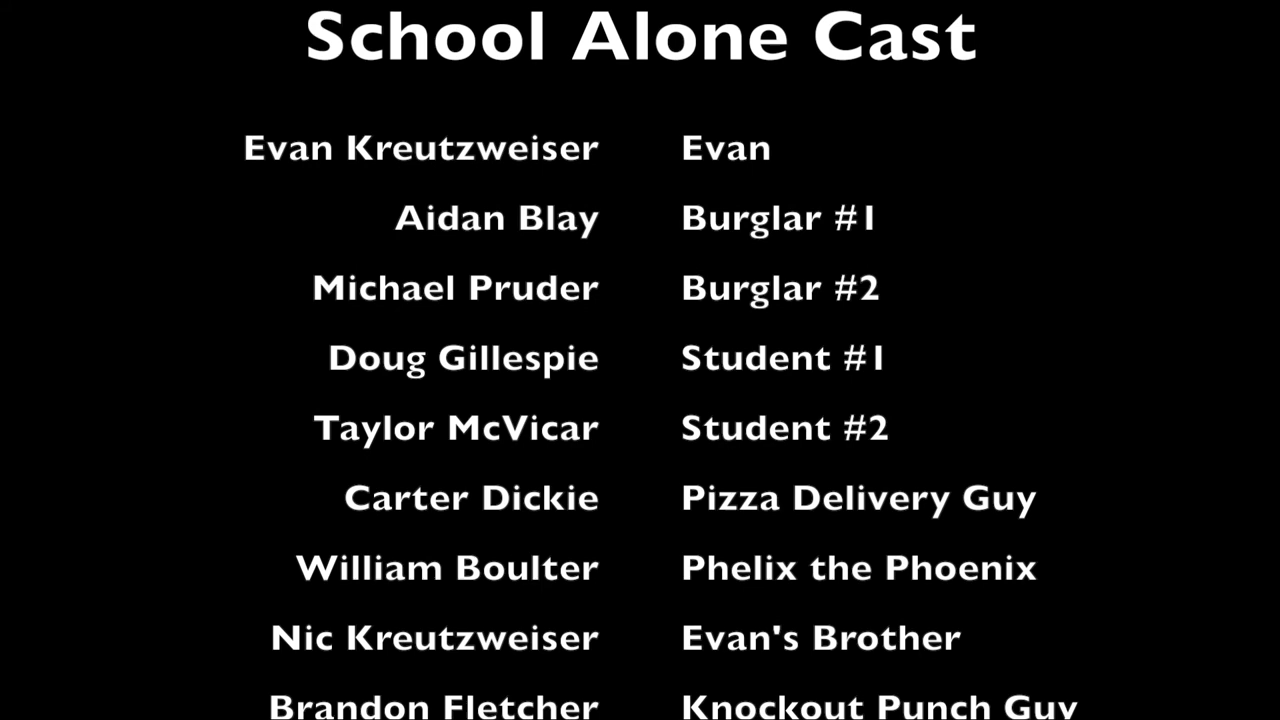 School Alone Cast
Evan Kreutzweiser Evan
Aidan Blay Burglar #1
Michael Pruder Burglar #2
Doug Gillespie Student #1
Taylor McVicar Student #2
Carter Dickie Pizza Delivery Guy
William Boulter Phelix the Phoenix
Nic Kreutzweiser Evan's Brother
Brandon Fletcher Knockout Punch Guy